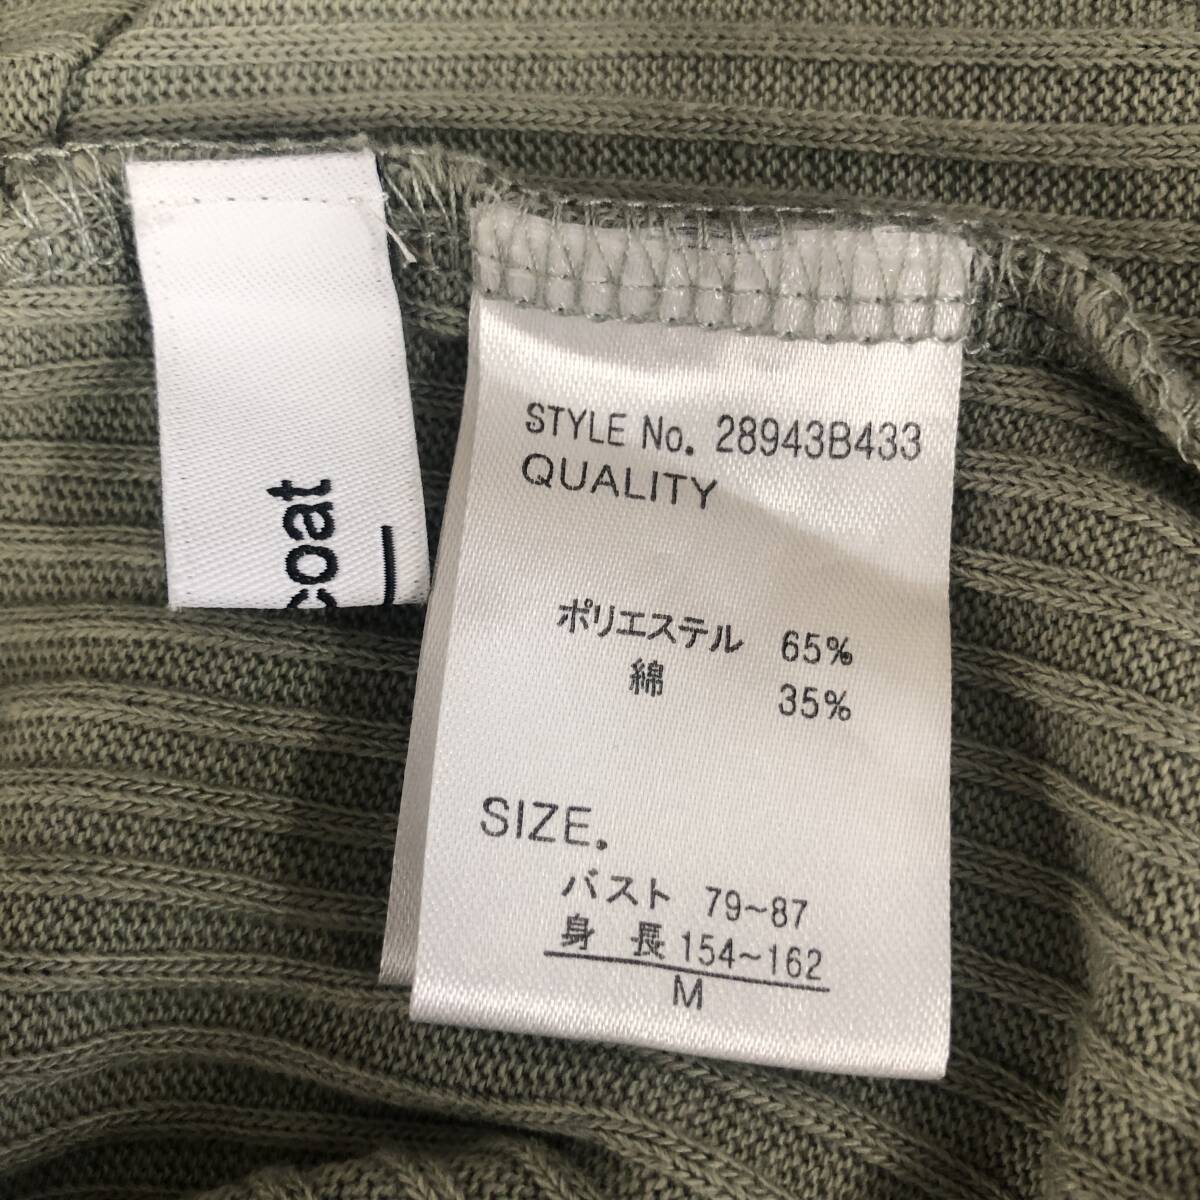 coat
STYLE No. 28943B433
QUALITY
ポリエステル 65%
綿 35%
SIZE.
バスト 79~87
身 長 154~162
M